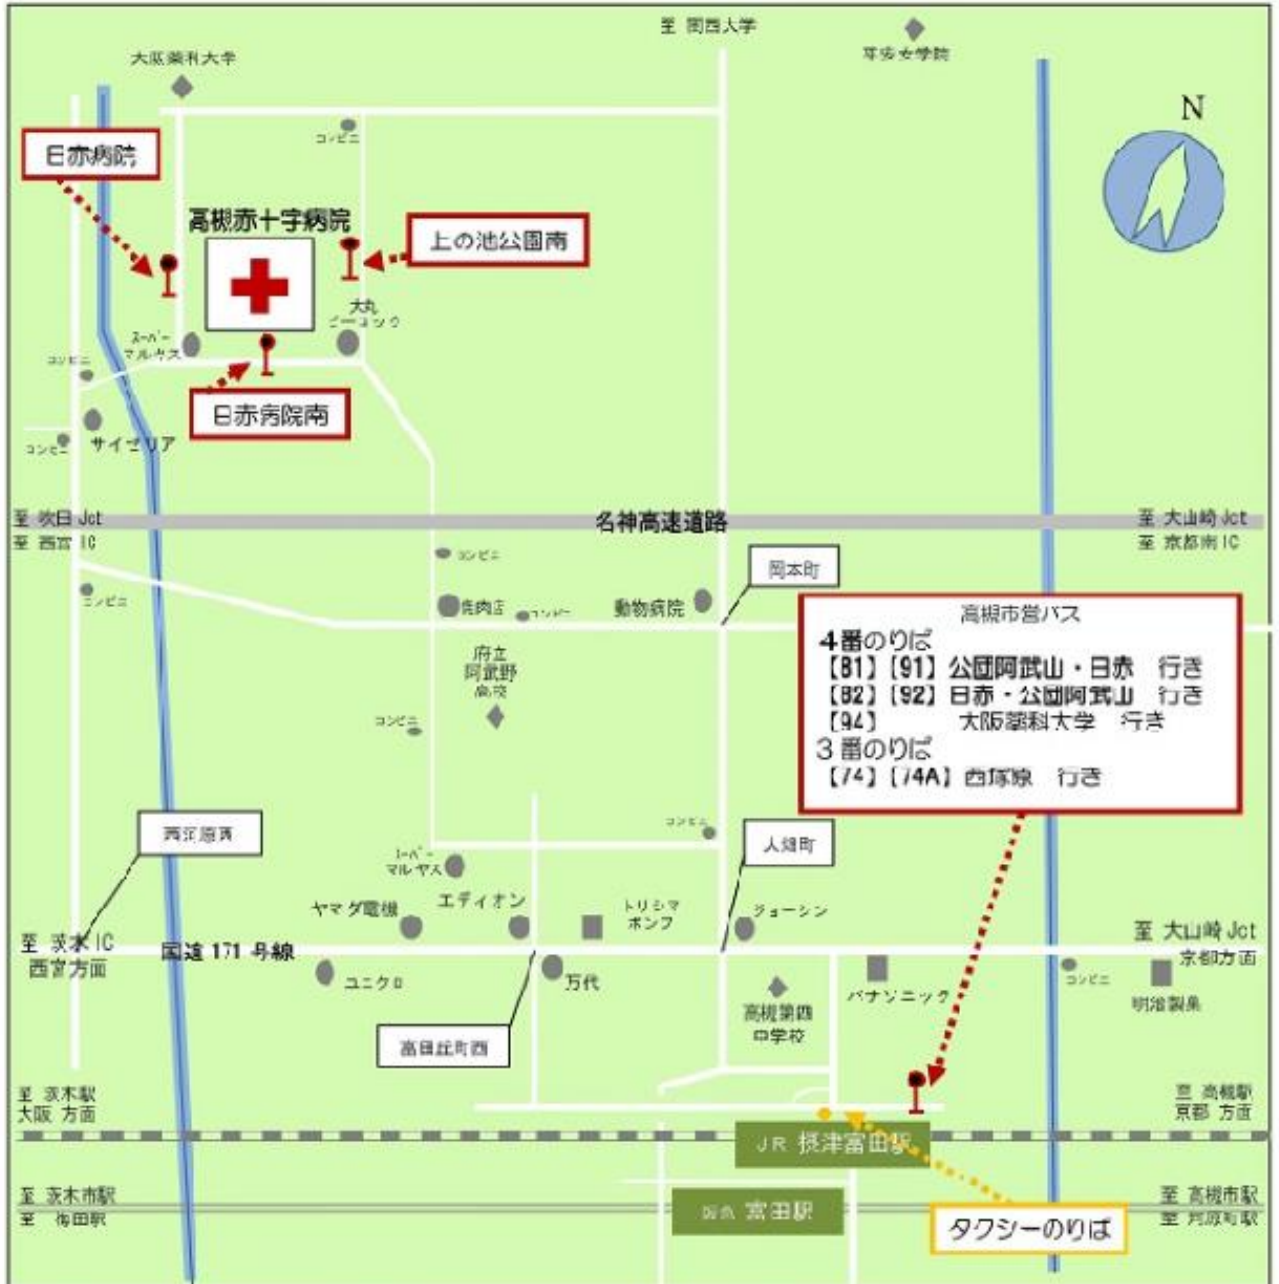 至 関西大学
平安女学院
大阪薬科大学
N
コンビニ
日赤病院
高槻赤十字病院
上の池公園南
大丸
ピーコック
スーパー
マルヤス
コンビニ
日赤病院南
サイゼリア
コンビニ
至 吹田 Jct
名神高速道路
至 大山崎 Jct
至 西宮 IC
至 京都南 IC
コンビニ
岡本町
コンビニ
焼肉店
コンビニ
動物病院
高槻市営バス
4番のりば
【81】【91】公団阿武山・日赤 行き
【82】【92】日赤・公団阿武山 行き
【94】 大阪薬科大学 行き
3番のりば
【74】【74A】西塚原 行き
府立
阿武野
高校
コンビニ
西河原西
コンビニ
スーパー
マルヤス
ヤマダ電機
エディオン
トリシマ
ポンプ
ジョーシン
至 茨木 IC
西宮方面
国道 171 号線
至 大山崎 Jct
京都方面
ユニクロ
万代
高槻第四
中学校
パナソニック
コンビニ
明治製菓
至 茨木駅
大阪 方面
至 高槻駅
京都 方面
JR 摂津富田駅
至 茨木市駅
至 梅田駅
富田駅
至 高槻市駅
タクシーのりば